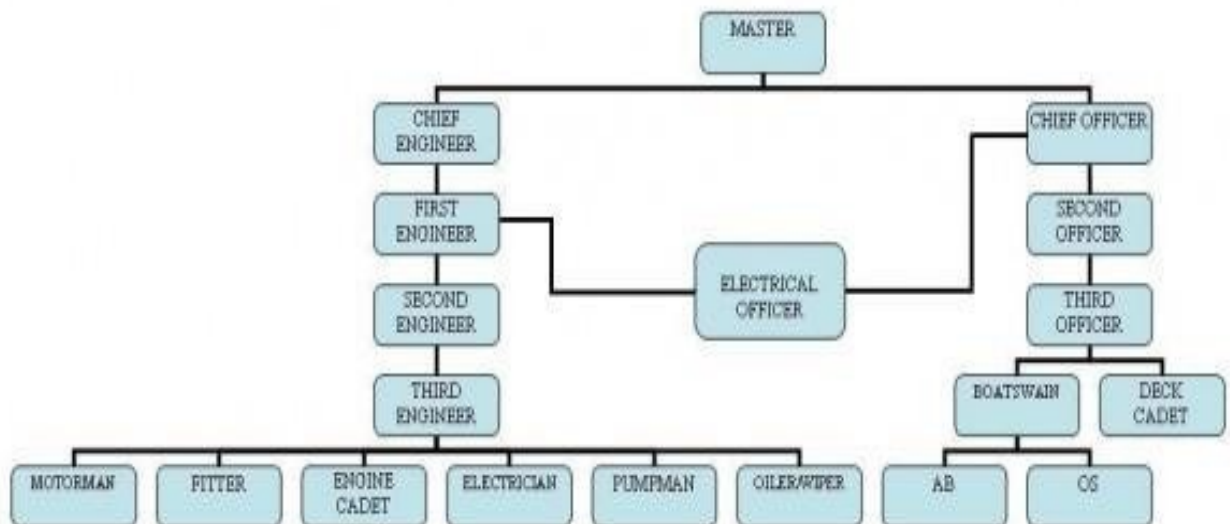 MASTER
CHIEF
ENGINEER
CHIEF OFFICER
FIRST
ENGINEER
SECOND
OFFICER
ELECTRICAL
OFFICER
SECOND
ENGINEER
THIRD
OFFICER
THIRD
ENGINEER
BOATSWAIN
DECK
CADET
MOTORMAN
FITTER
ENGINE
CADET
ELECTRICIAN
PUMPMAN
OILER/WIPER
AB
OS